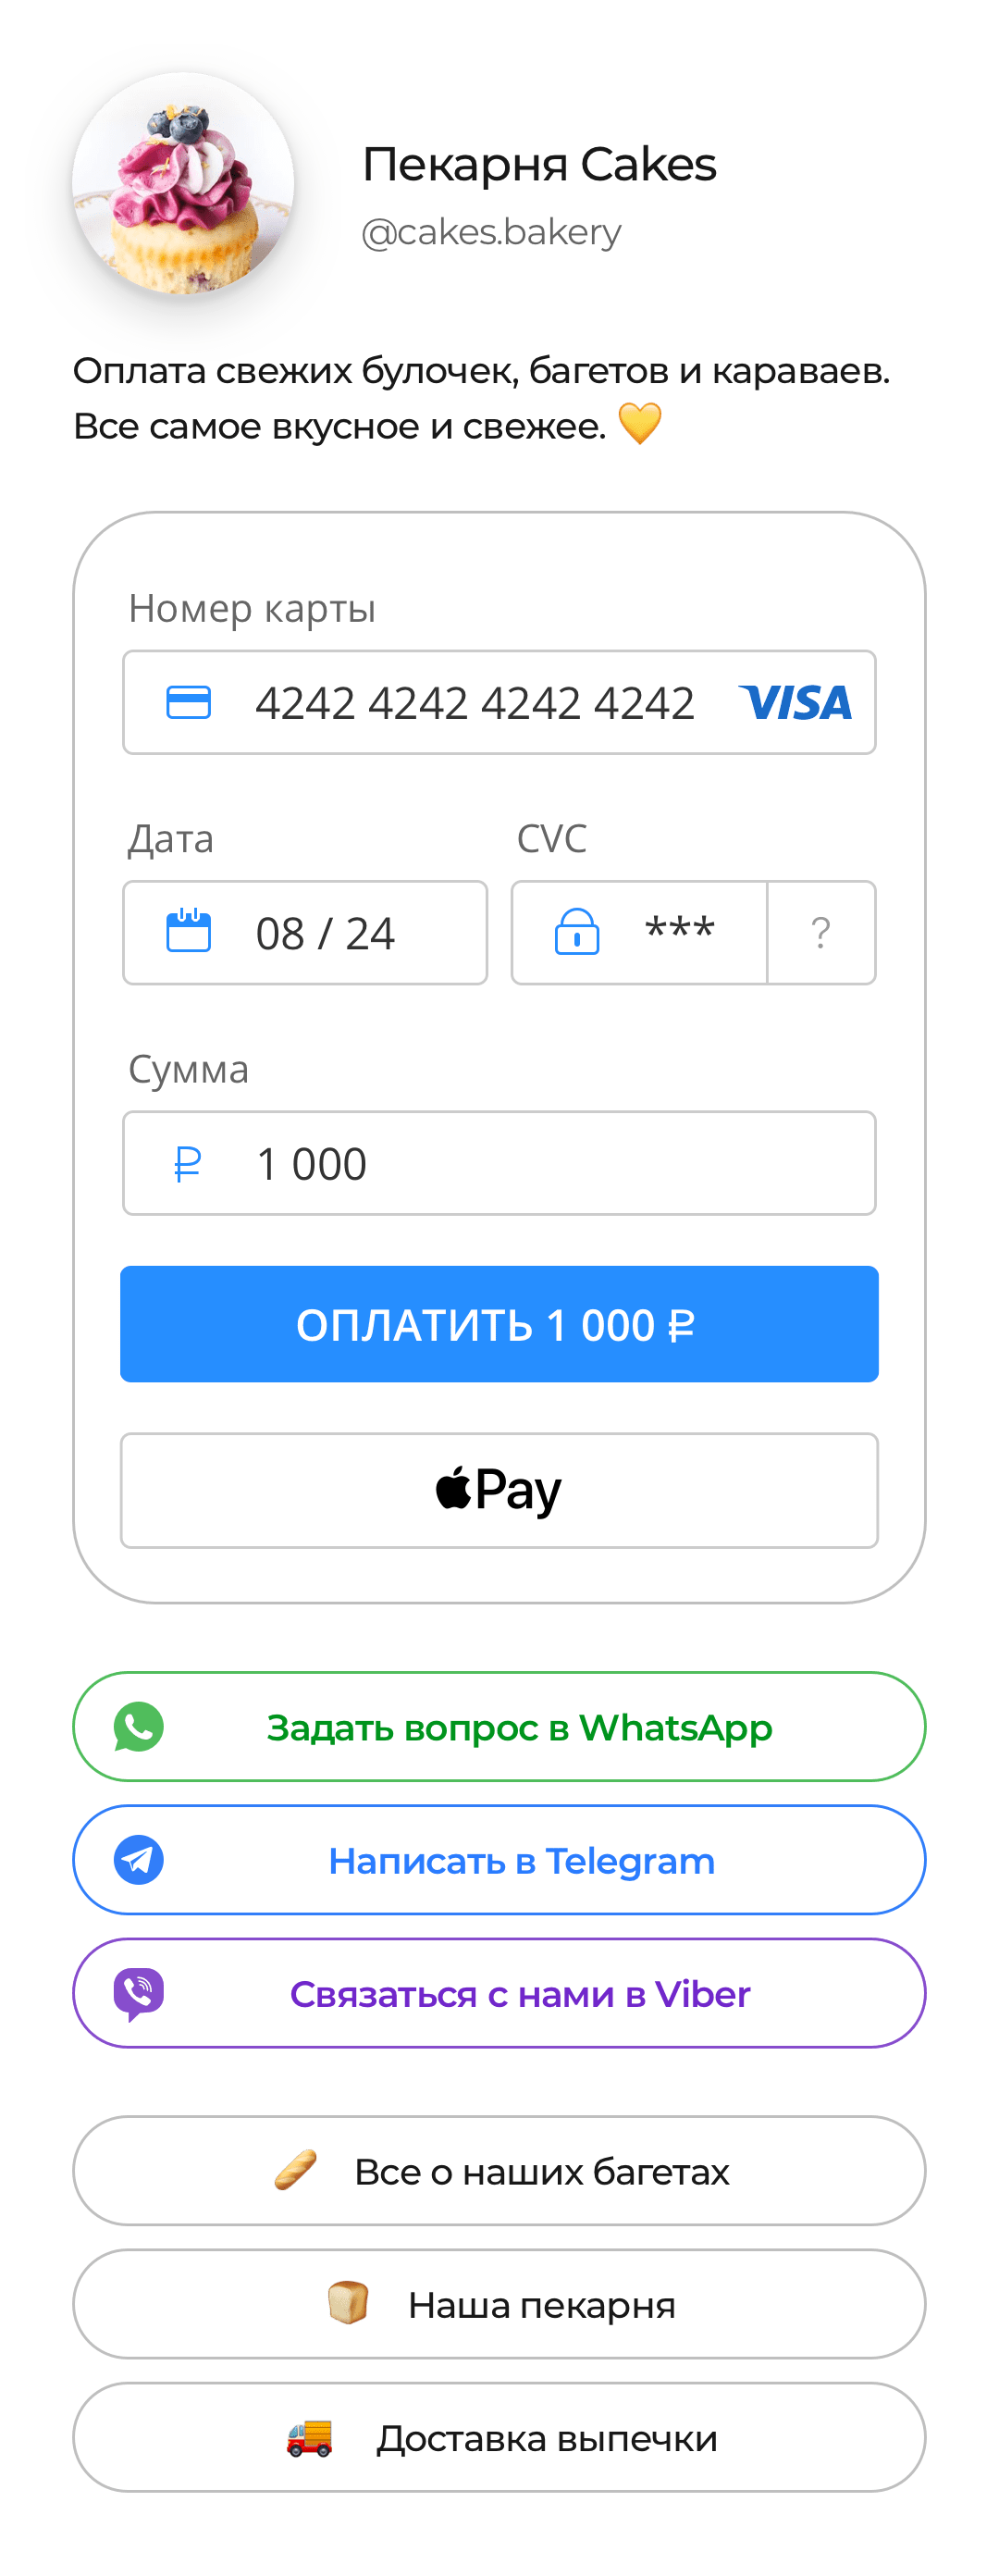 Пекарня Cakes
@cakes.bakery
Оплата свежих булочек, багетов и караваев.
Все самое вкусное и свежее. 💛
Номер карты
4242 4242 4242 4242 VISA
Дата CVC
08 / 24 *** ?
Сумма
₽ 1 000
ОПЛАТИТЬ 1 000 ₽
Pay
Задать вопрос в WhatsApp
Написать в Telegram
Связаться с нами в Viber
Все о наших багетах
Наша пекарня
Доставка выпечки